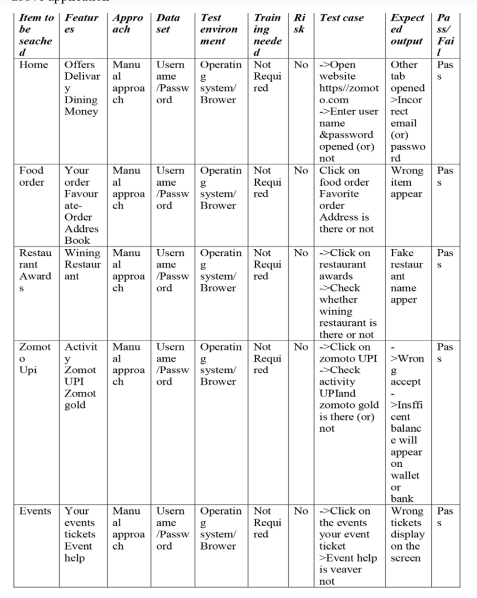 above application
Item to be seached | Features | Approach | Data set | Test environment | Training needed | Risk | Test case | Expected output | Pass/Fail
Home | Offers Delivary Dining Money | Manual approach | Username /Password | Operating system/ Brower | Not Required | No | ->Open website https//zomoto.com ->Enter user name &password opened (or) not | Other tab opened >Incorrect email (or) password | Pass
Food order | Your order Favourate- Order Addres Book | Manual approach | Username /Password | Operating system/ Brower | Not Required | No | Click on food order Favorite order Address is there or not | Wrong item appear | Pass
Restaurant Awards | Wining Restaurant | Manual approach | Username /Password | Operating system/ Brower | Not Required | No | ->Click on restaurant awards ->Check whether wining restaurant is there or not | Fake restaurant name apper | Pass
Zomoto Upi | Activity Zomot UPI Zomot gold | Manual approach | Username /Password | Operating system/ Brower | Not Required | No | ->Click on zomoto UPI ->Check activity UPIand zomoto gold is there (or) not | ->Wrong accept ->Insfficent balance will appear on wallet or bank | Pass
Events | Your events tickets Event help | Manual approach | Username /Password | Operating system/ Brower | Not Required | No | ->Click on the events your event ticket >Event help is veaver not | Wrong tickets display on the screen | Pass